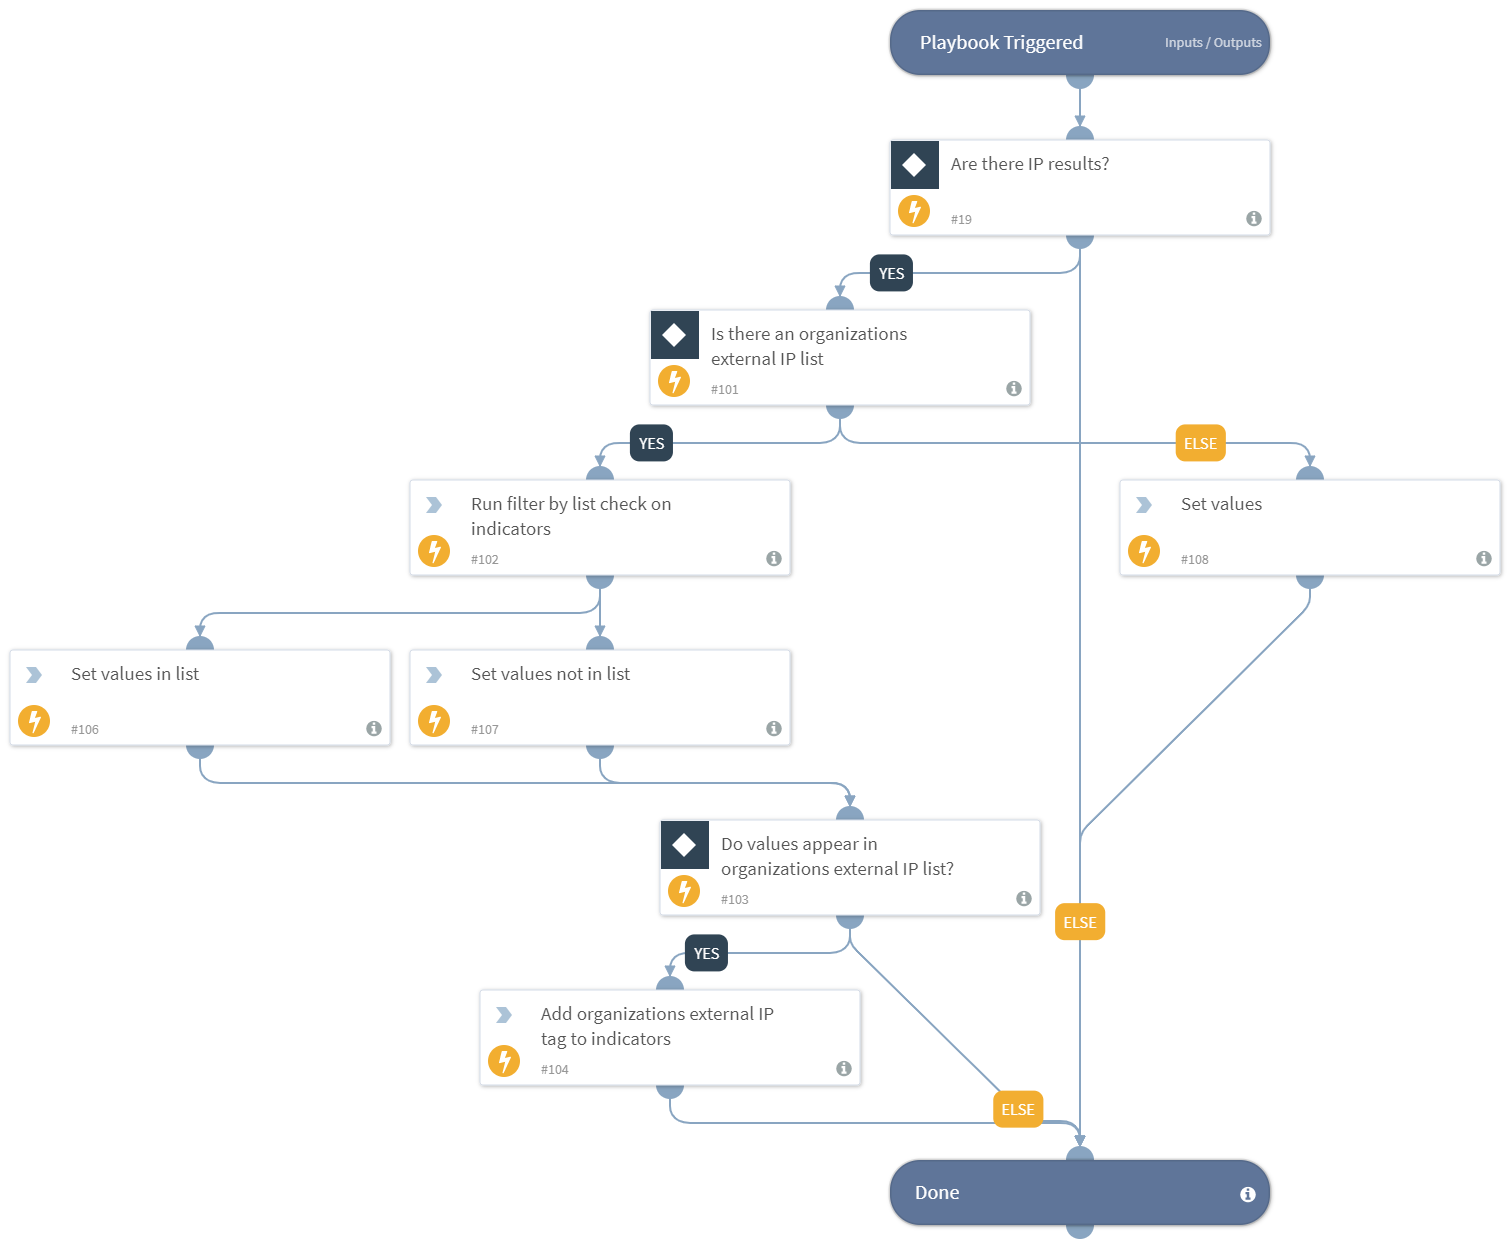 Playbook Triggered
Inputs / Outputs
Are there IP results?
#19
YES
Is there an organizations
external IP list
#101
YES
ELSE
Run filter by list check on
indicators
#102
Set values
#108
Set values in list
#106
Set values not in list
#107
Do values appear in
organizations external IP list?
#103
ELSE
YES
Add organizations external IP
tag to indicators
#104
ELSE
Done